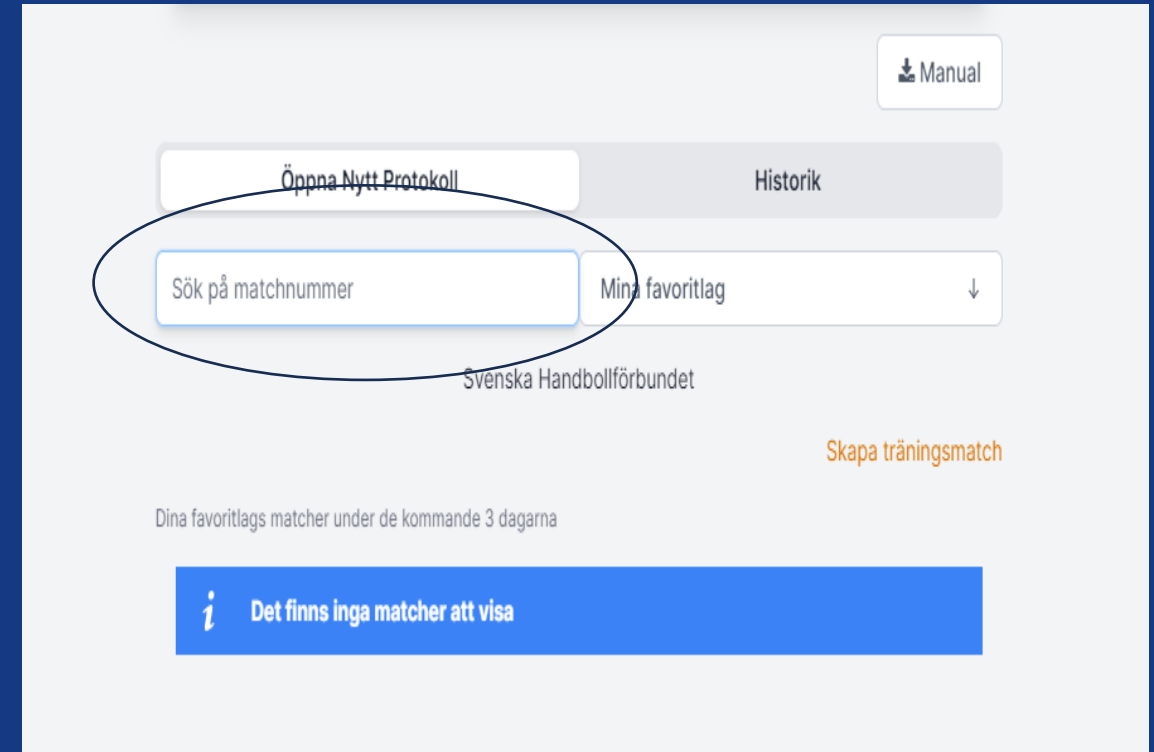 Manual
Öppna Nytt Protokoll
Historik
Sök på matchnummer
Mina favoritlag
Svenska Handbollförbundet
Skapa träningsmatch
Dina favoritlags matcher under de kommande 3 dagarna
i Det finns inga matcher att visa